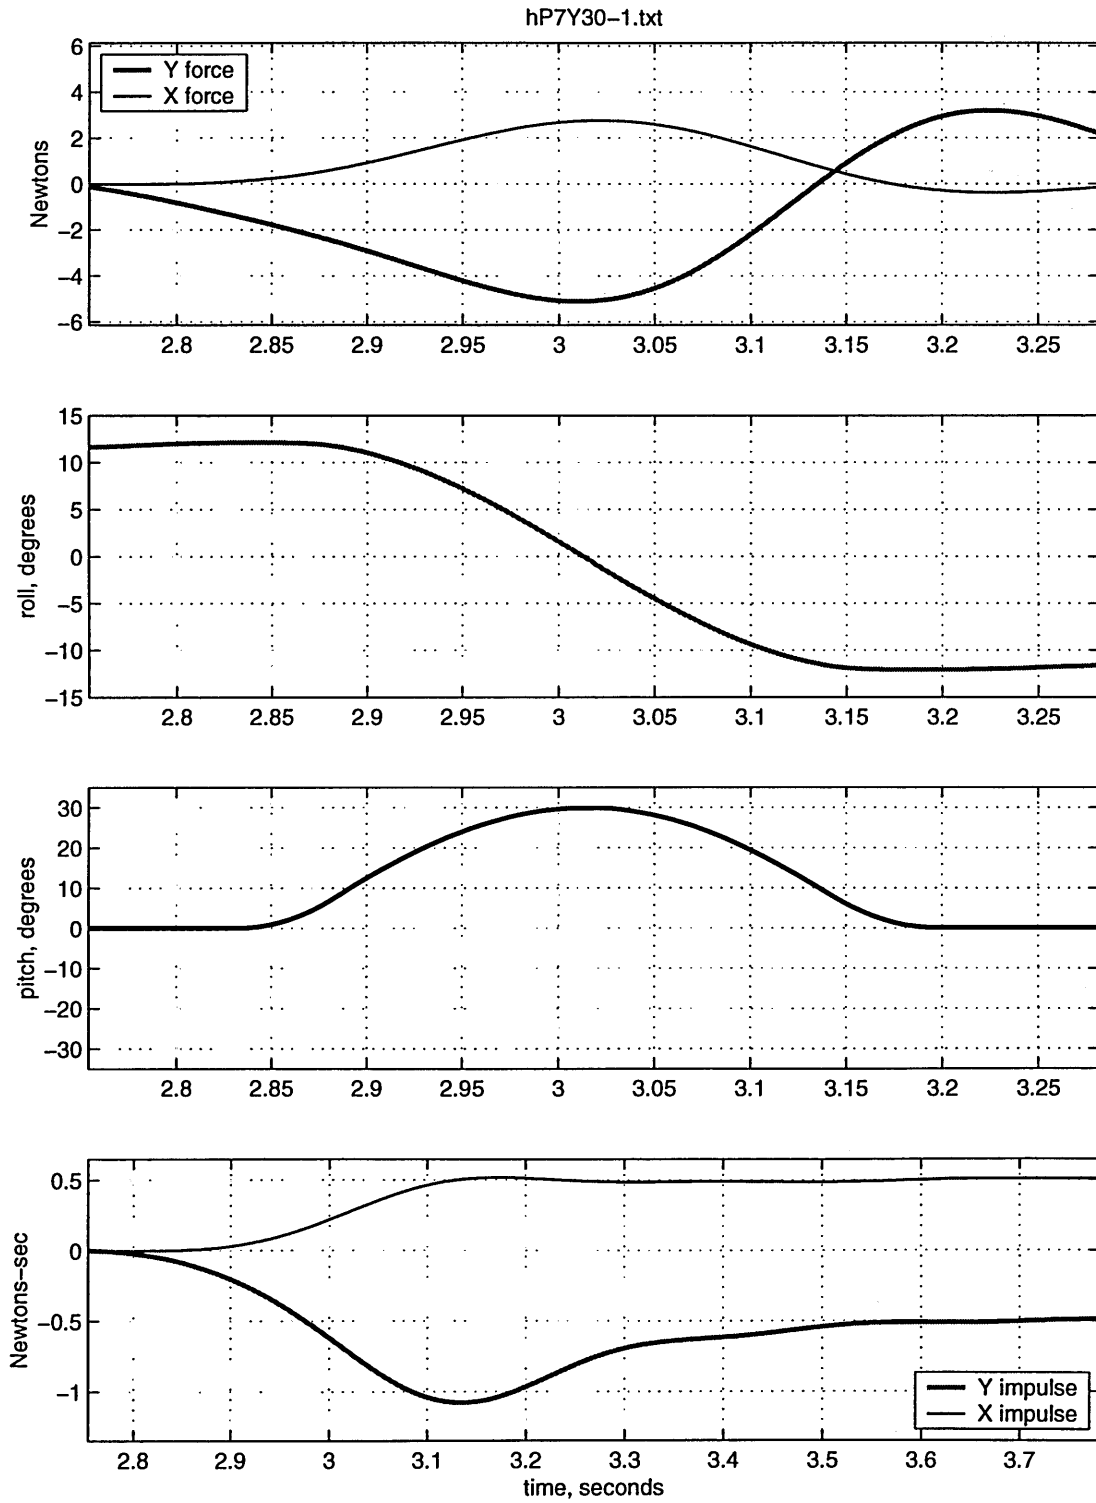 hP7Y30−1.txt
6
4
2
0
−2
−4
−6
Newtons
Y force
X force
2.8 2.85 2.9 2.95 3 3.05 3.1 3.15 3.2 3.25
15
10
5
0
−5
−10
−15
roll, degrees
2.8 2.85 2.9 2.95 3 3.05 3.1 3.15 3.2 3.25
30
20
10
0
−10
−20
−30
pitch, degrees
2.8 2.85 2.9 2.95 3 3.05 3.1 3.15 3.2 3.25
0.5
0
−0.5
−1
Newtons−sec
Y impulse
X impulse
2.8 2.9 3 3.1 3.2 3.3 3.4 3.5 3.6 3.7
time, seconds